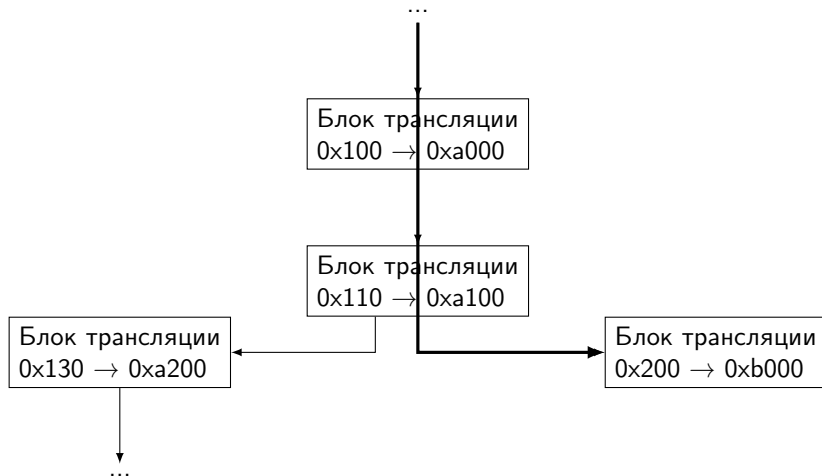 ...
Блок трансляции
0x100 → 0xa000
Блок трансляции
0x110 → 0xa100
Блок трансляции
0x130 → 0xa200
Блок трансляции
0x200 → 0xb000
...